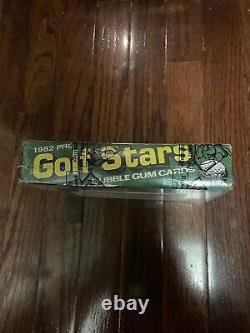 1982 PRO
Golf Stars
BUBBLE GUM CARDS